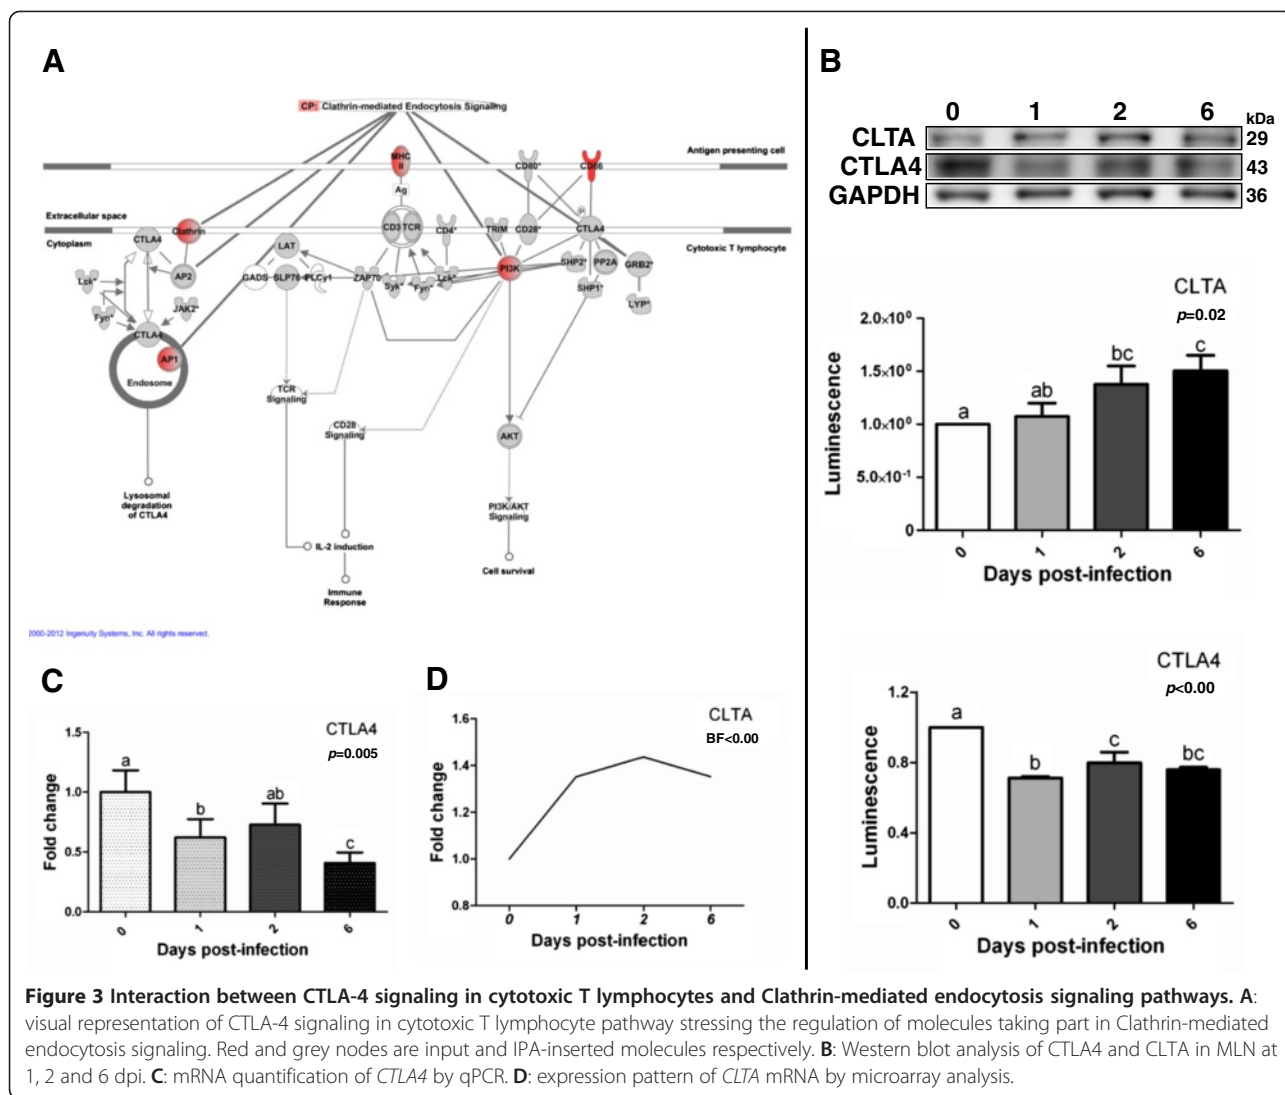 A
CP: Clathrin-mediated Endocytosis Signaling
MHC
II
CD80*
CD86
Antigen presenting cell
Ag
Extracellular space
Cytoplasm
Cytotoxic T lymphocyte
Clathrin
CTLA4
AP2
LAT
CD3 TCR
CD4*
TRIM
CD28*
P
CTLA4
Lck*
Fyn*
JAK2*
CTLA4
AP1
Endosome
GADS
SLP76
PLCγ1
ZAP70
Syk*
Fyn*
Lck*
PI3K
SHP2*
PP2A
GRB2*
SHP1*
LYP*
TCR
Signaling
CD28
Signaling
AKT
Lysosomal
degradation
of CTLA4
PI3K/AKT
Signaling
IL-2 induction
Cell survival
Immune
Response
2000-2012 Ingenuity Systems, Inc. All rights reserved.
B
0 1 2 6 kDa
CLTA 29
CTLA4 43
GAPDH 36
CLTA
p=0.02
Luminescence
2.0×10⁰
1.5×10⁰
1.0×10⁰
5.0×10⁻¹
0
a ab bc c
0 1 2 6
Days post-infection
CTLA4
p<0.00
Luminescence
1.2
0.8
0.4
0.0
a b c bc
0 1 2 6
Days post-infection
C
CTLA4
p=0.005
Fold change
1.5
1.0
0.5
0.0
a b ab c
0 1 2 6
Days post-infection
D
CLTA
BF<0.00
Fold change
1.6
1.4
1.2
1.0
0.8
0 1 2 6
Days post-infection
Figure 3 Interaction between CTLA-4 signaling in cytotoxic T lymphocytes and Clathrin-mediated endocytosis signaling pathways. A:
visual representation of CTLA-4 signaling in cytotoxic T lymphocyte pathway stressing the regulation of molecules taking part in Clathrin-mediated
endocytosis signaling. Red and grey nodes are input and IPA-inserted molecules respectively. B: Western blot analysis of CTLA4 and CLTA in MLN at
1, 2 and 6 dpi. C: mRNA quantification of CTLA4 by qPCR. D: expression pattern of CLTA mRNA by microarray analysis.